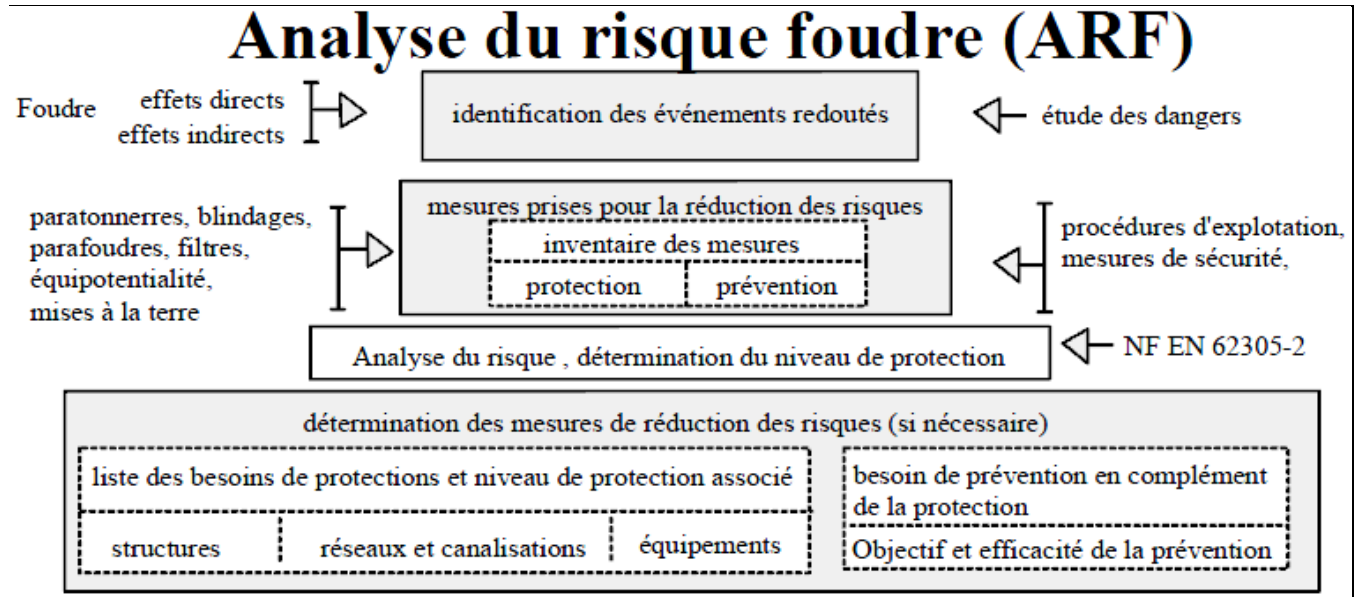 Analyse du risque foudre (ARF)
Foudre
effets directs
effets indirects
identification des événements redoutés
étude des dangers
paratonnerres, blindages,
parafoudres, filtres,
équipotentialité,
mises à la terre
mesures prises pour la réduction des risques
inventaire des mesures
protection
prévention
procédures d'explotation,
mesures de sécurité,
Analyse du risque , détermination du niveau de protection
NF EN 62305-2
détermination des mesures de réduction des risques (si nécessaire)
liste des besoins de protections et niveau de protection associé
structures
réseaux et canalisations
équipements
besoin de prévention en complément
de la protection
Objectif et efficacité de la prévention